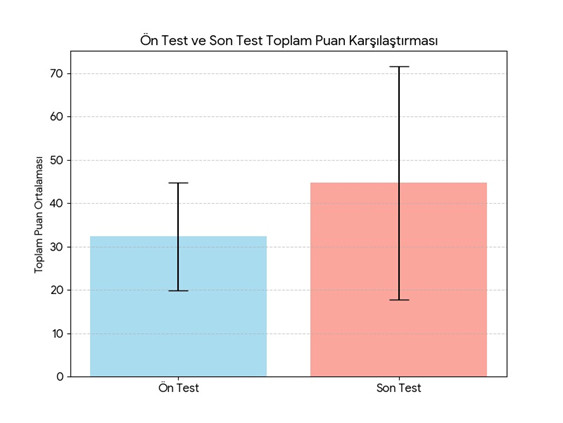 Ön Test ve Son Test Toplam Puan Karşılaştırması
Toplam Puan Ortalaması
70
60
50
40
30
20
10
0
Ön Test
Son Test